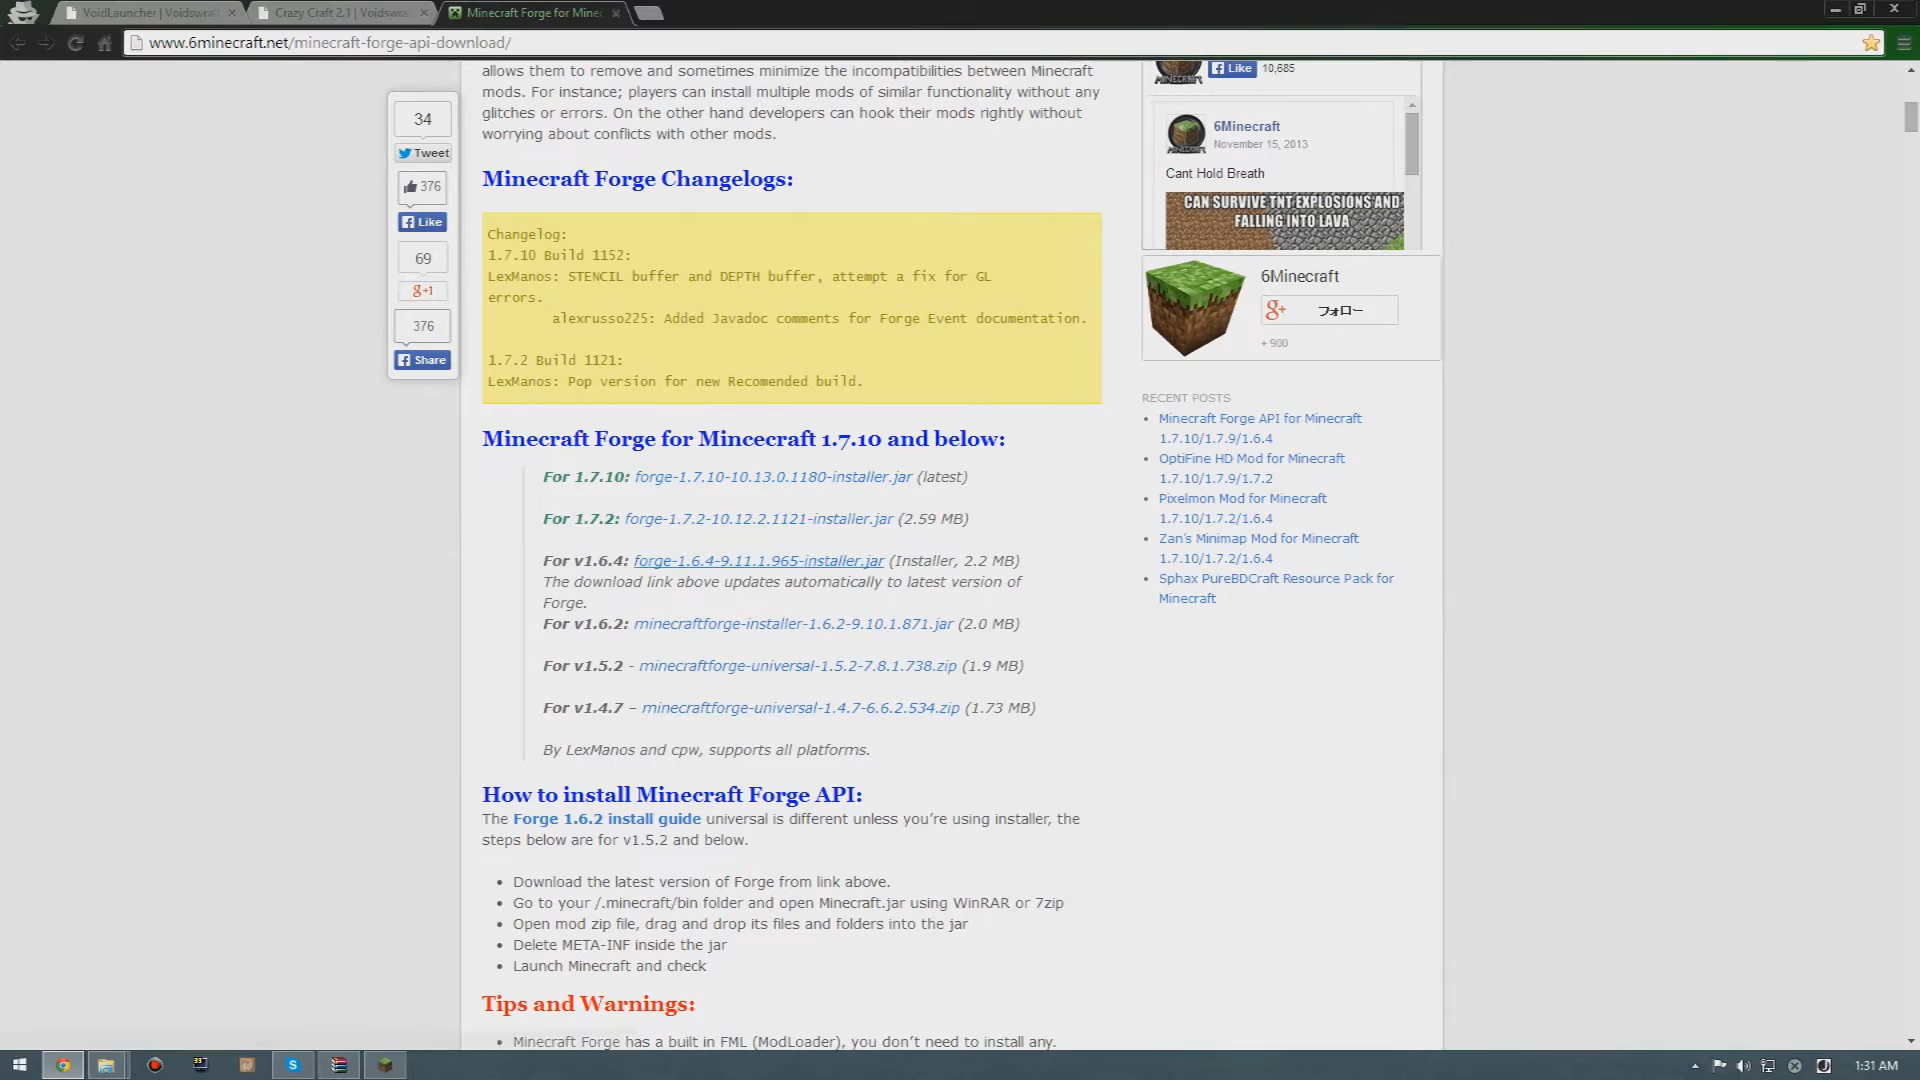 VoidLauncher | Voidswrat
Crazy Craft 2.1 | Voidswra
Minecraft Forge for Minec
www.6minecraft.net/minecraft-forge-api-download/
allows them to remove and sometimes minimize the incompatibilities between Minecraft
mods. For instance; players can install multiple mods of similar functionality without any
glitches or errors. On the other hand developers can hook their mods rightly without
worrying about conflicts with other mods.
34
Tweet
376
Like
69
g+1
376
Share
Minecraft Forge Changelogs:
Changelog:
1.7.10 Build 1152:
LexManos: STENCIL buffer and DEPTH buffer, attempt a fix for GL
errors.
alexrusso225: Added Javadoc comments for Forge Event documentation.
1.7.2 Build 1121:
LexManos: Pop version for new Recomended build.
Minecraft Forge for Mincecraft 1.7.10 and below:
For 1.7.10: forge-1.7.10-10.13.0.1180-installer.jar (latest)
For 1.7.2: forge-1.7.2-10.12.2.1121-installer.jar (2.59 MB)
For v1.6.4: forge-1.6.4-9.11.1.965-installer.jar (Installer, 2.2 MB)
The download link above updates automatically to latest version of
Forge.
For v1.6.2: minecraftforge-installer-1.6.2-9.10.1.871.jar (2.0 MB)
For v1.5.2 - minecraftforge-universal-1.5.2-7.8.1.738.zip (1.9 MB)
For v1.4.7 – minecraftforge-universal-1.4.7-6.6.2.534.zip (1.73 MB)
By LexManos and cpw, supports all platforms.
How to install Minecraft Forge API:
The Forge 1.6.2 install guide universal is different unless you're using installer, the
steps below are for v1.5.2 and below.
• Download the latest version of Forge from link above.
• Go to your /.minecraft/bin folder and open Minecraft.jar using WinRAR or 7zip
• Open mod zip file, drag and drop its files and folders into the jar
• Delete META-INF inside the jar
• Launch Minecraft and check
Tips and Warnings:
• Minecraft Forge has a built in FML (ModLoader), you don't need to install any.
Like 10,685
6Minecraft
November 15, 2013
Cant Hold Breath
CAN SURVIVE TNT EXPLOSIONS AND
FALLING INTO LAVA
6Minecraft
g+ フォロー
+ 900
RECENT POSTS
• Minecraft Forge API for Minecraft
1.7.10/1.7.9/1.6.4
• OptiFine HD Mod for Minecraft
1.7.10/1.7.9/1.7.2
• Pixelmon Mod for Minecraft
1.7.10/1.7.2/1.6.4
• Zan's Minimap Mod for Minecraft
1.7.10/1.7.2/1.6.4
• Sphax PureBDCraft Resource Pack for
Minecraft
1:31 AM